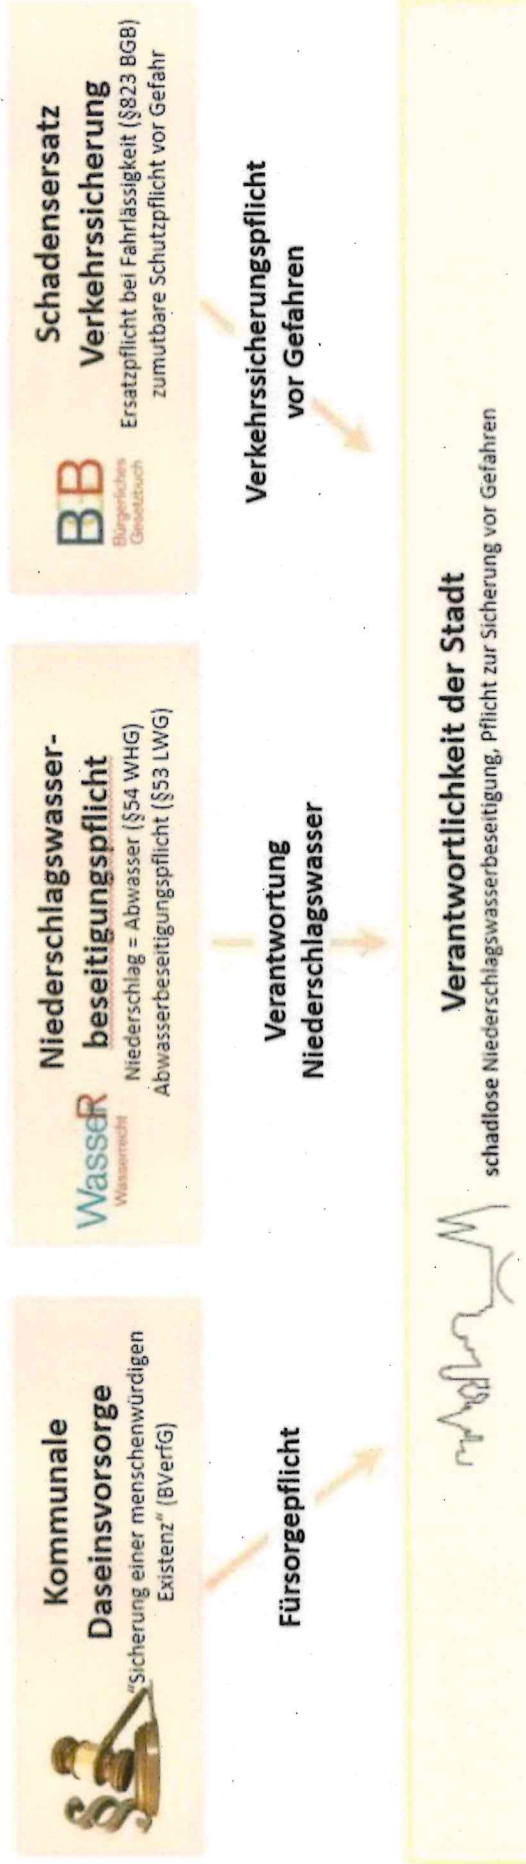 Kommunale
Daseinsvorsorge
"Sicherung einer menschenwürdigen
Existenz" (BVerfG)
WasseR
Wasserrecht
Niederschlagswasser-
beseitigungspflicht
Niederschlag = Abwasser (§54 WHG)
Abwasserbeseitigungspflicht (§53 LWG)
BGB
Bürgerliches
Gesetzbuch
Schadensersatz
Verkehrssicherung
Ersatzpflicht bei Fahrlässigkeit (§823 BGB)
zumutbare Schutzpflicht vor Gefahr
Fürsorgepflicht
Verantwortung
Niederschlagswasser
Verkehrssicherungspflicht
vor Gefahren
Verantwortlichkeit der Stadt
schadlose Niederschlagswasserbeseitigung, Pflicht zur Sicherung vor Gefahren